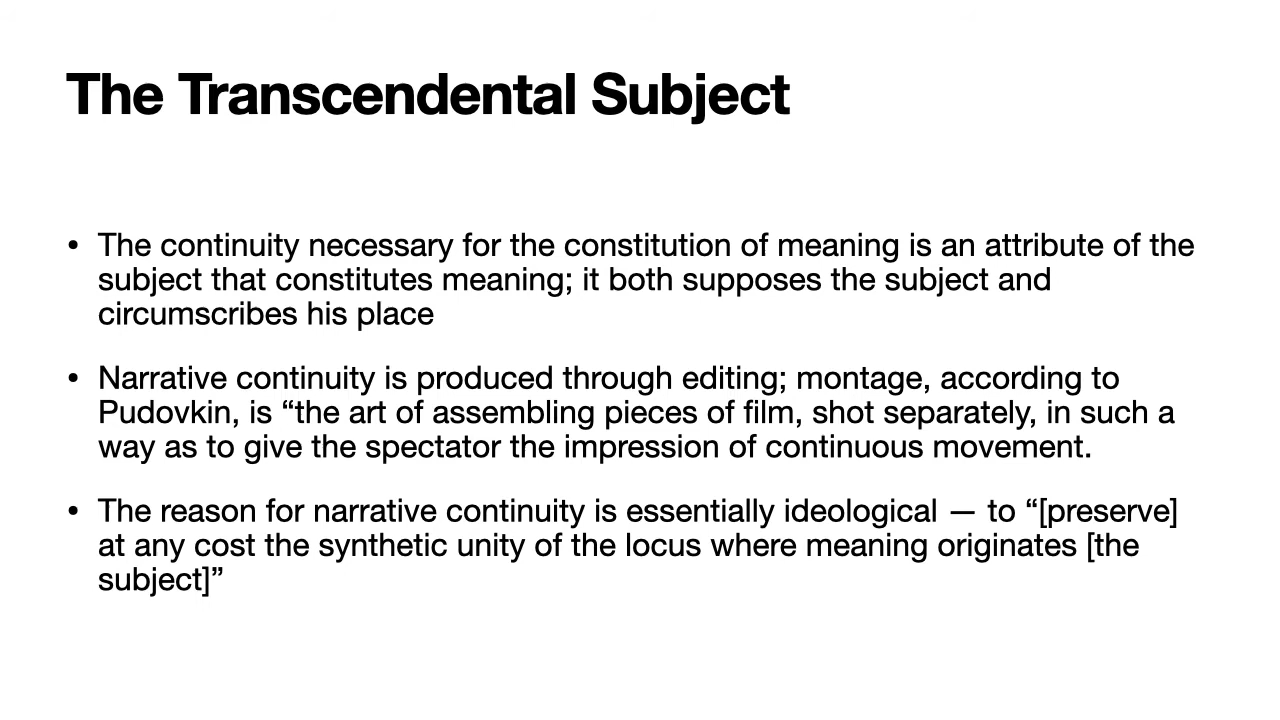 The Transcendental Subject
• The continuity necessary for the constitution of meaning is an attribute of the
subject that constitutes meaning; it both supposes the subject and
circumscribes his place
• Narrative continuity is produced through editing; montage, according to
Pudovkin, is “the art of assembling pieces of film, shot separately, in such a
way as to give the spectator the impression of continuous movement.
• The reason for narrative continuity is essentially ideological — to “[preserve]
at any cost the synthetic unity of the locus where meaning originates [the
subject]”